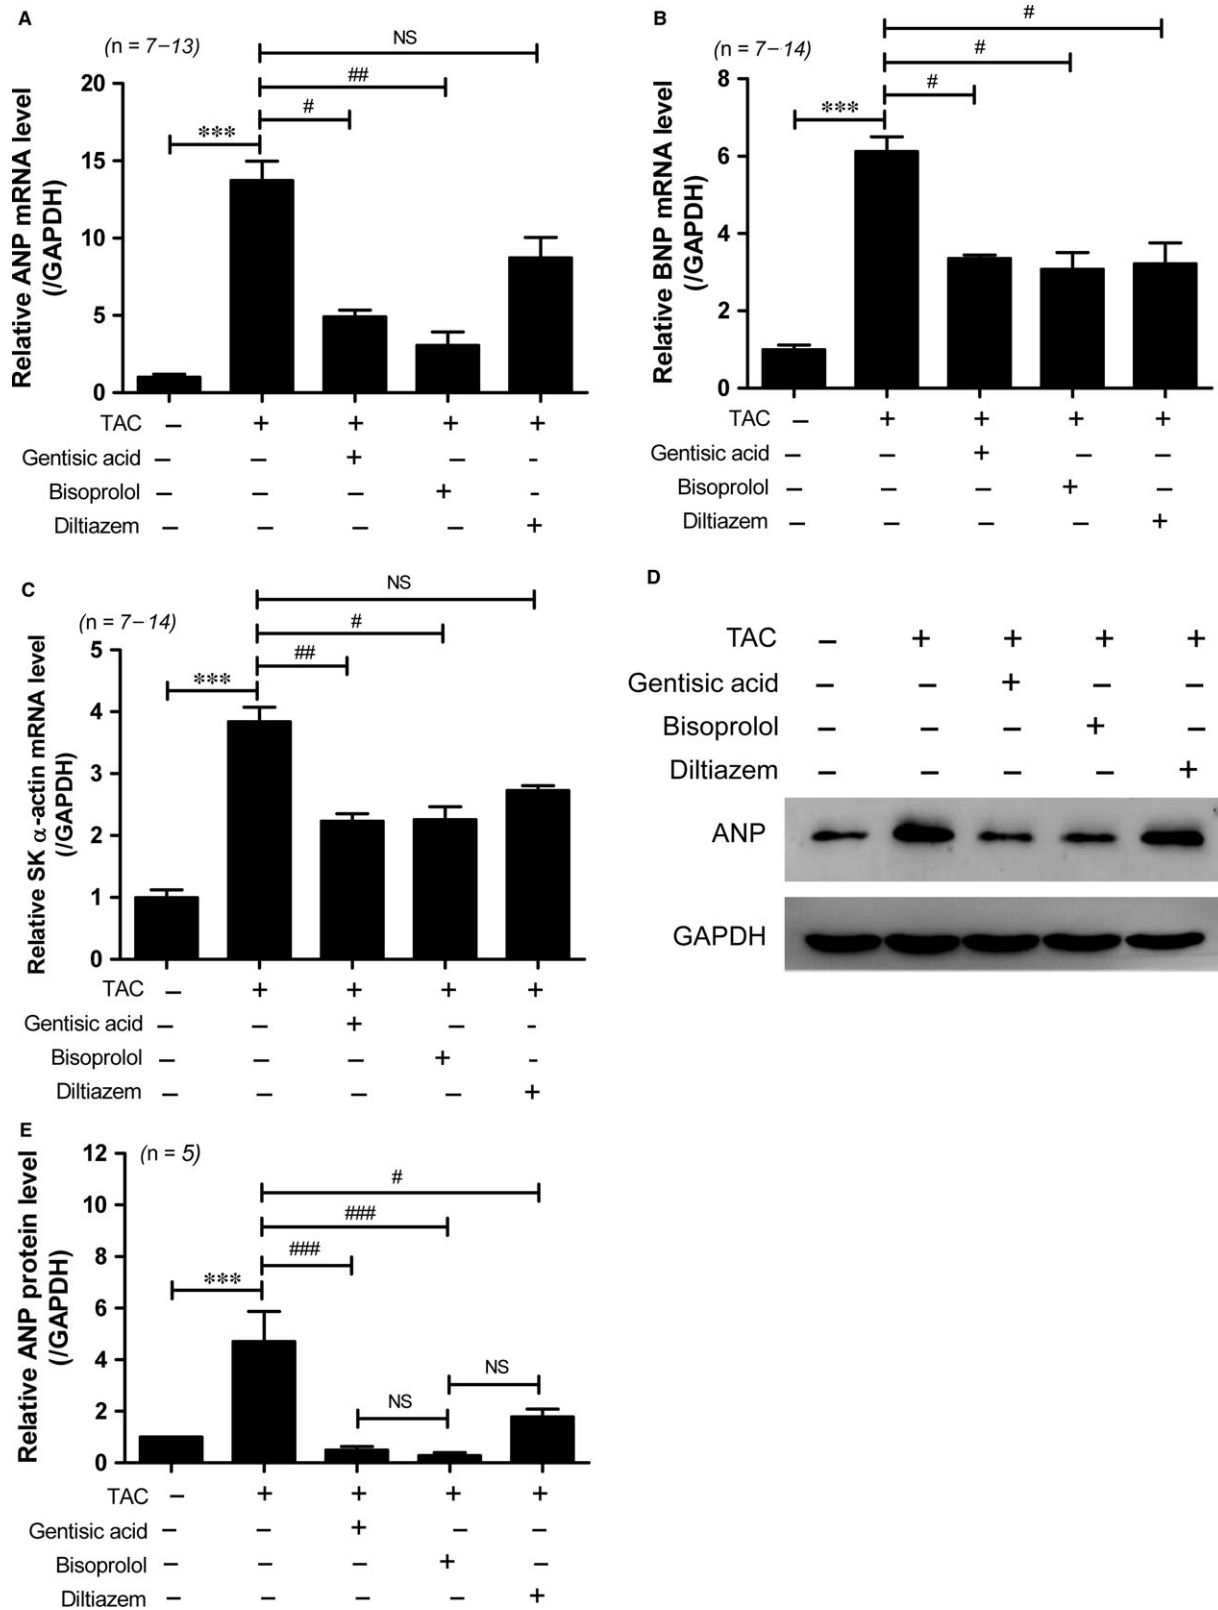 A
(n = 7–13)
NS
##
#
***
Relative ANP mRNA level
(/GAPDH)
20
15
10
5
0
TAC – + + + +
Gentisic acid – – + – -
Bisoprolol – – – + -
Diltiazem – – – – +
B
(n = 7–14)
#
#
#
***
Relative BNP mRNA level
(/GAPDH)
8
6
4
2
0
TAC – + + + +
Gentisic acid – – + – –
Bisoprolol – – – + –
Diltiazem – – – – +
C
(n = 7–14)
NS
#
##
***
Relative SK α-actin mRNA level
(/GAPDH)
5
4
3
2
1
0
TAC – + + + +
Gentisic acid – – + – -
Bisoprolol – – – + -
Diltiazem – – – – +
D
TAC – + + + +
Gentisic acid – – + – –
Bisoprolol – – – + –
Diltiazem – – – – +
ANP
GAPDH
E
(n = 5)
#
###
###
***
NS
NS
Relative ANP protein level
(/GAPDH)
12
10
8
6
4
2
0
TAC – + + + +
Gentisic acid – – + – –
Bisoprolol – – – + –
Diltiazem – – – – +